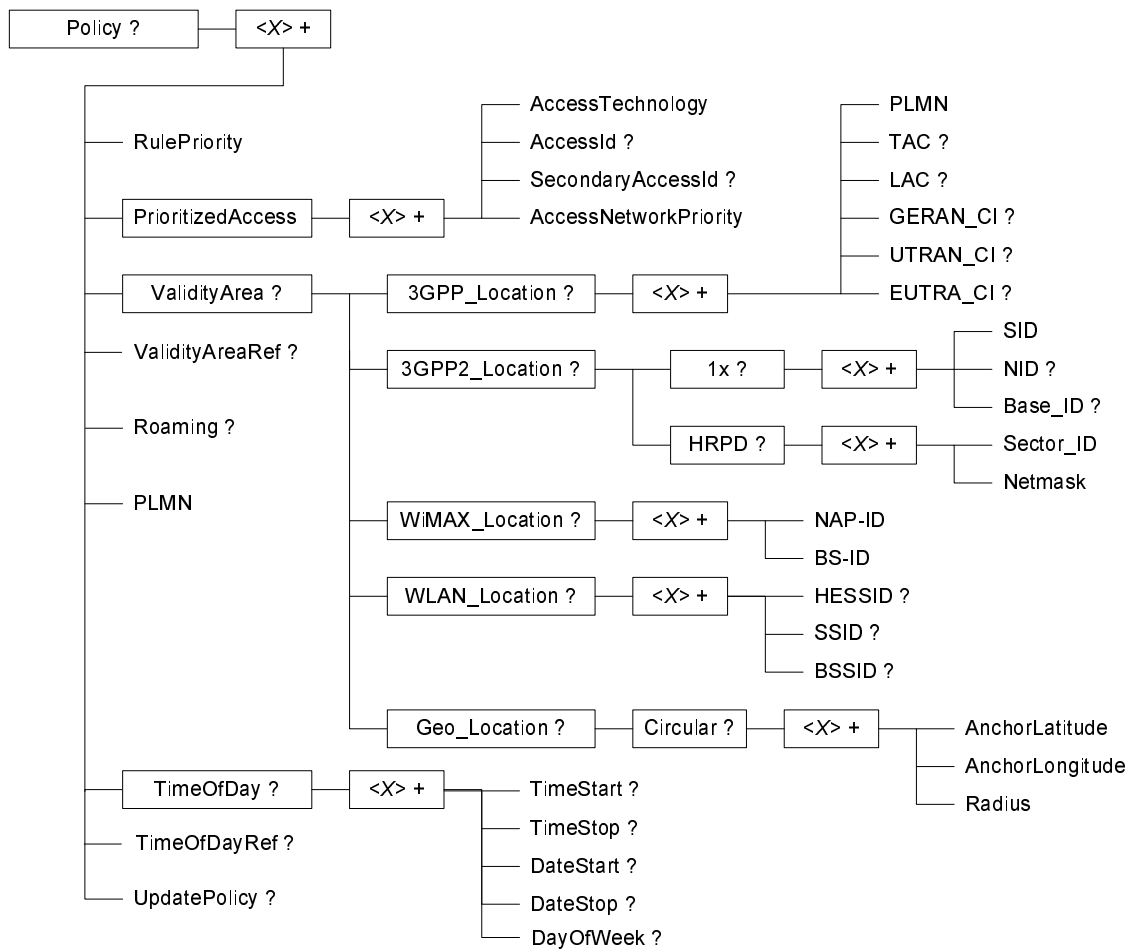 Policy ?
<X> +
RulePriority
PrioritizedAccess
<X> +
AccessTechnology
AccessId ?
SecondaryAccessId ?
AccessNetworkPriority
ValidityArea ?
3GPP_Location ?
<X> +
PLMN
TAC ?
LAC ?
GERAN_CI ?
UTRAN_CI ?
EUTRA_CI ?
3GPP2_Location ?
1x ?
<X> +
SID
NID ?
Base_ID ?
HRPD ?
<X> +
Sector_ID
Netmask
WiMAX_Location ?
<X> +
NAP-ID
BS-ID
WLAN_Location ?
<X> +
HESSID ?
SSID ?
BSSID ?
Geo_Location ?
Circular ?
<X> +
AnchorLatitude
AnchorLongitude
Radius
ValidityAreaRef ?
Roaming ?
PLMN
TimeOfDay ?
<X> +
TimeStart ?
TimeStop ?
DateStart ?
DateStop ?
DayOfWeek ?
TimeOfDayRef ?
UpdatePolicy ?